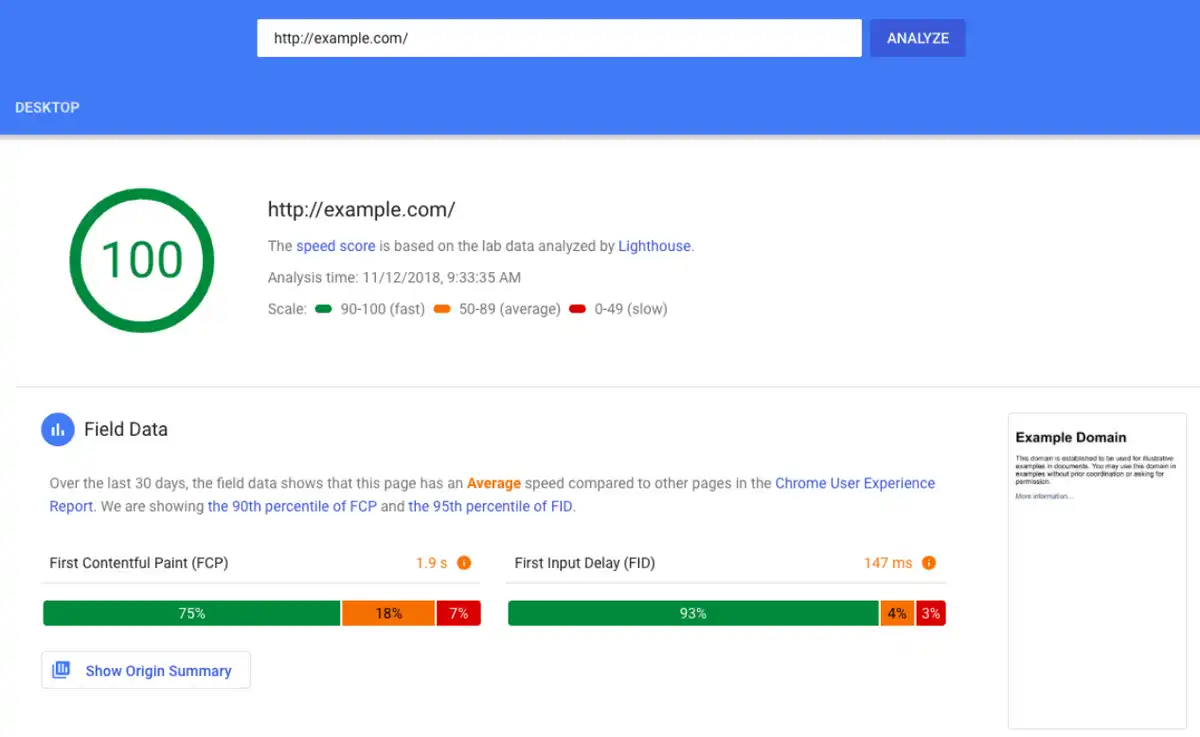 http://example.com/
ANALYZE
DESKTOP
100
http://example.com/
The speed score is based on the lab data analyzed by Lighthouse.
Analysis time: 11/12/2018, 9:33:35 AM
Scale: 90-100 (fast) 50-89 (average) 0-49 (slow)
Field Data
Over the last 30 days, the field data shows that this page has an Average speed compared to other pages in the Chrome User Experience
Report. We are showing the 90th percentile of FCP and the 95th percentile of FID.
First Contentful Paint (FCP) 1.9 s
75% 18% 7%
First Input Delay (FID) 147 ms
93% 4% 3%
Show Origin Summary
Example Domain
This domain is established to be used for illustrative
examples in documents. You may use this domain in
examples without prior coordination or asking for
permission.
More information...